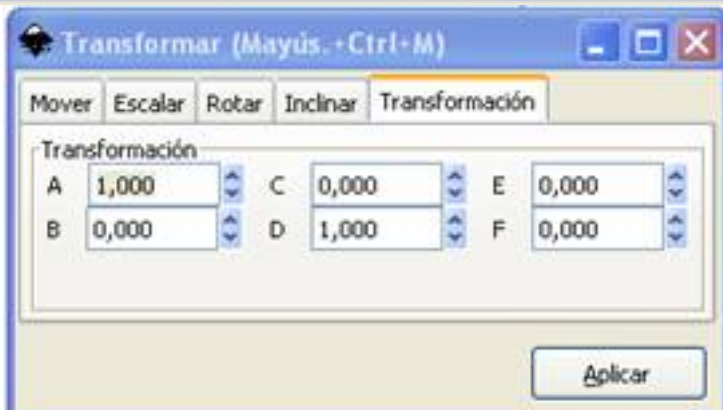 Transformar (Mayús.+Ctrl+M)
Mover Escalar Rotar Inclinar Transformación
Transformación
A 1,000 C 0,000 E 0,000
B 0,000 D 1,000 F 0,000
Aplicar